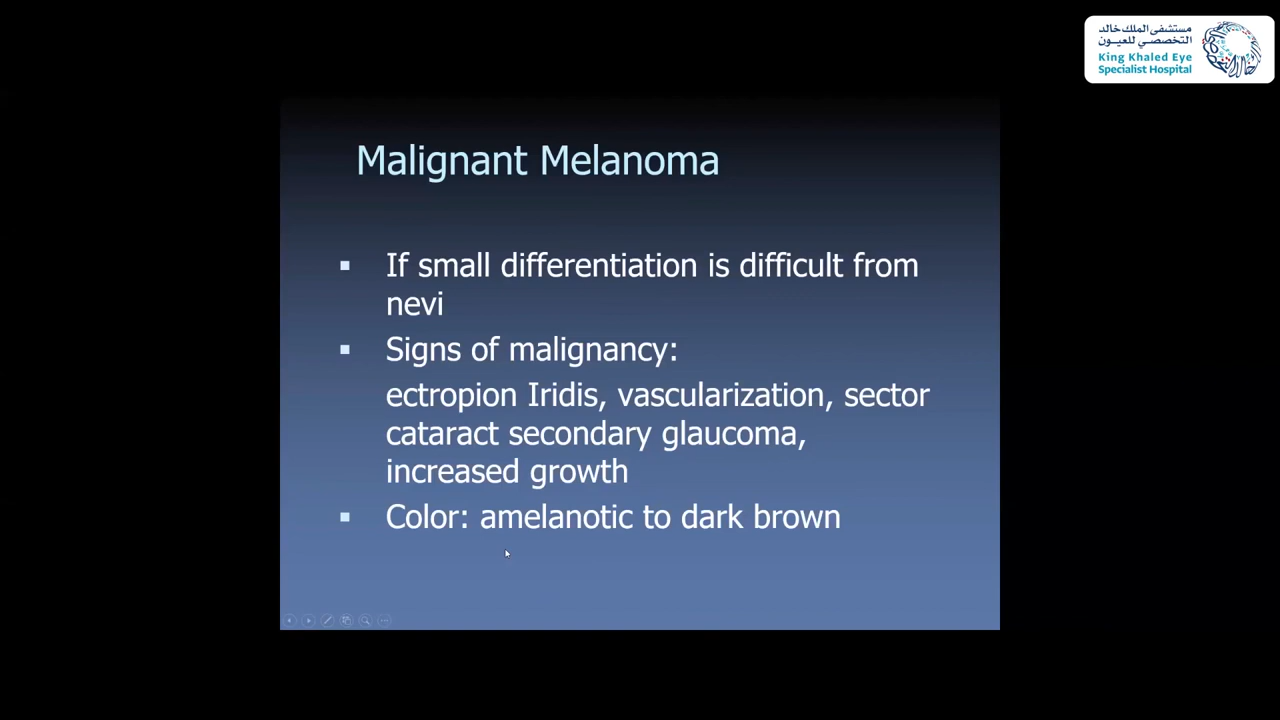 مستشفى الملك خالد
التخصصي للعيون
King Khaled Eye
Specialist Hospital
Malignant Melanoma
▪ If small differentiation is difficult from
nevi
▪ Signs of malignancy:
ectropion Iridis, vascularization, sector
cataract secondary glaucoma,
increased growth
▪ Color: amelanotic to dark brown